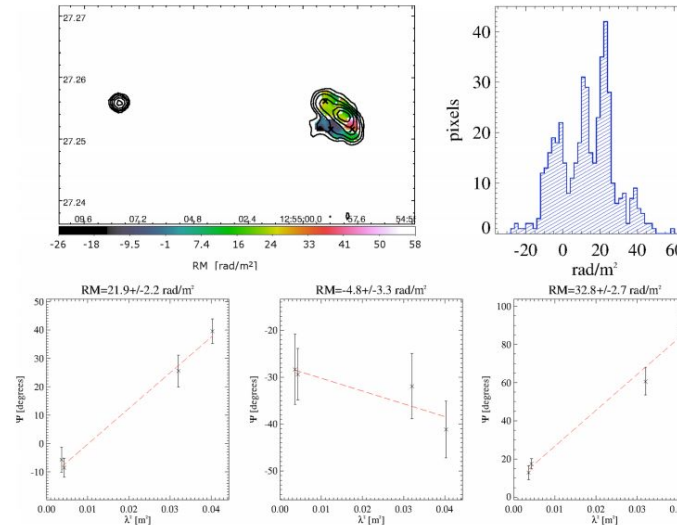 27.27
27.26
27.25
27.24
09.6 07.2 04.8 02.4 12:55:00.0 57.6 54.5
-26 -18 -9.5 -1 7.4 16 24 33 41 50 58
RM [rad/m²]
40
30
20
10
0
pixels
-20 0 20 40 60
rad/m²
RM=21.9+/-2.2 rad/m²
50
40
30
20
10
0
-10
Ψ [degrees]
0.00 0.01 0.02 0.03 0.04
λ² [m²]
RM=-4.8+/-3.3 rad/m²
-20
-30
-40
-50
Ψ [degrees]
0.00 0.01 0.02 0.03 0.04
λ² [m²]
RM=32.8+/-2.7 rad/m²
100
80
60
40
20
0
Ψ [degrees]
0.00 0.01 0.02 0.03
λ² [m²]